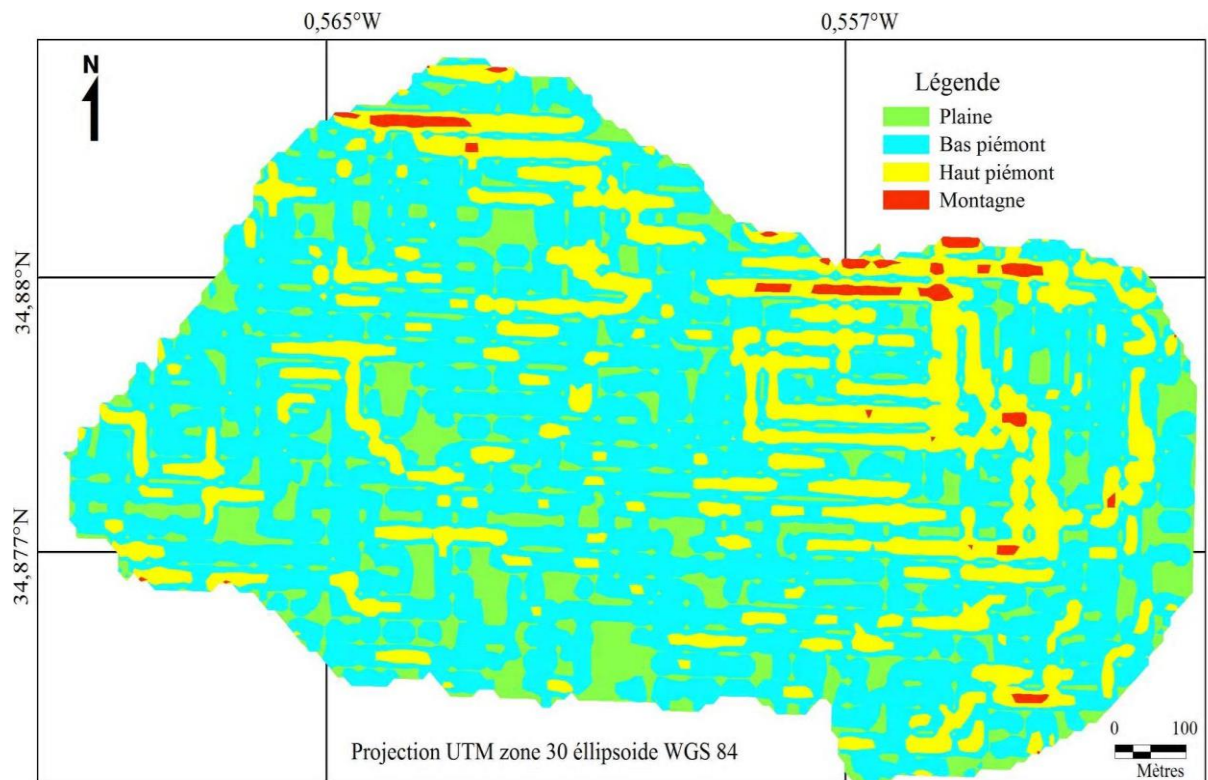 0,565°W
0,557°W
N
Légende
Plaine
Bas piémont
Haut piémont
Montagne
34,88°N
34,877°N
Projection UTM zone 30 éllipsoide WGS 84
0 100
Mètres